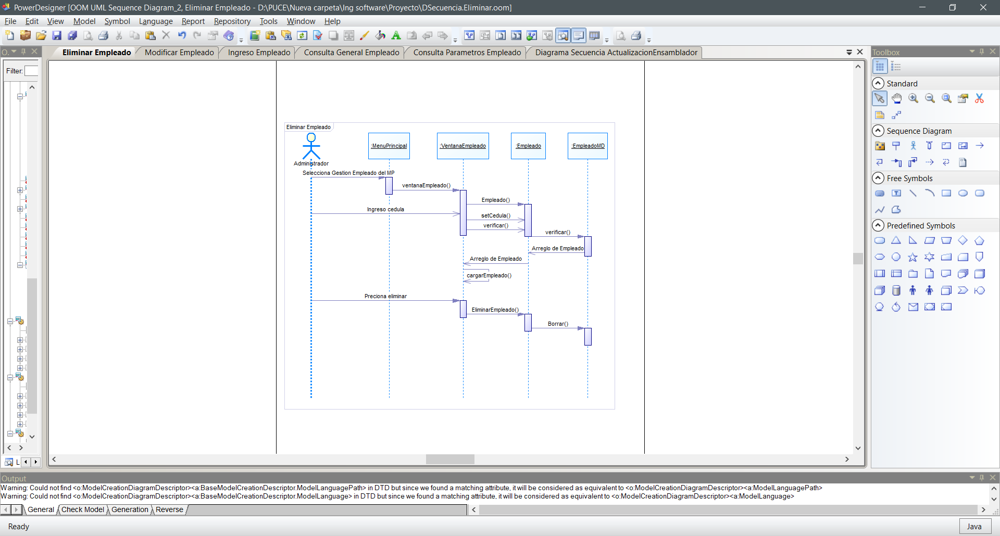 PowerDesigner [OOM UML Sequence Diagram_2, Eliminar Empleado - D:\PUCE\Nueva carpeta\Ing software\Proyecto\DSecuencia.Eliminar.oom]
File Edit View Model Symbol Language Report Repository Tools Window Help
O.
Eliminar Empleado
Modificar Empleado
Ingreso Empleado
Consulta General Empleado
Consulta Parametros Empleado
Diagrama Secuencia ActualizacionEnsamblador
Toolbox
Filter:
Standard
Sequence Diagram
Free Symbols
Predefined Symbols
Eliminar Empleado
:MenuPrincipal
:VentanaEmpleado
:Empleado
:EmpleadoMD
Administrador
Selecciona Gestion Empleado del MP
ventanaEmpleado()
Empleado()
Ingreso cedula
setCedula()
verificar()
verificar()
Arreglo de Empleado
Arreglo de Empleado
cargarEmpleado()
Preciona eliminar
EliminarEmpleado()
Borrar()
L
Output
Warning: Could not find <o:ModelCreationDiagramDescriptor><a:BaseModelCreationDescriptor.ModelLanguagePath> in DTD but since we found a matching attribute, it will be considered as equivalent to <o:ModelCreationDiagramDescriptor><a:ModelLanguagePath>
Warning: Could not find <o:ModelCreationDiagramDescriptor><a:BaseModelCreationDescriptor.ModelLanguage> in DTD but since we found a matching attribute, it will be considered as equivalent to <o:ModelCreationDiagramDescriptor><a:ModelLanguage>
General Check Model Generation Reverse
Ready
Java